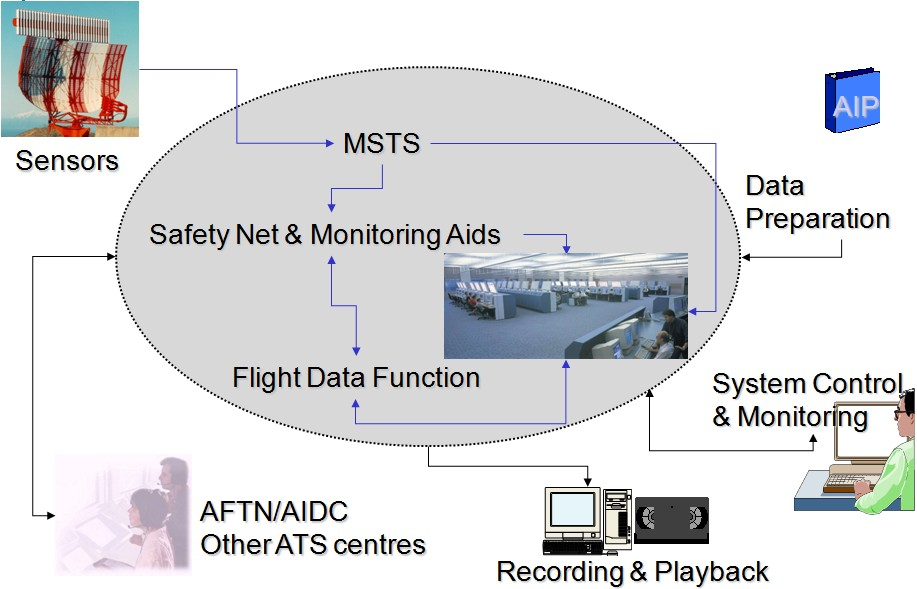 AIP
Sensors
MSTS
Data
Preparation
Safety Net & Monitoring Aids
Flight Data Function
System Control
& Monitoring
AFTN/AIDC
Other ATS centres
Recording & Playback